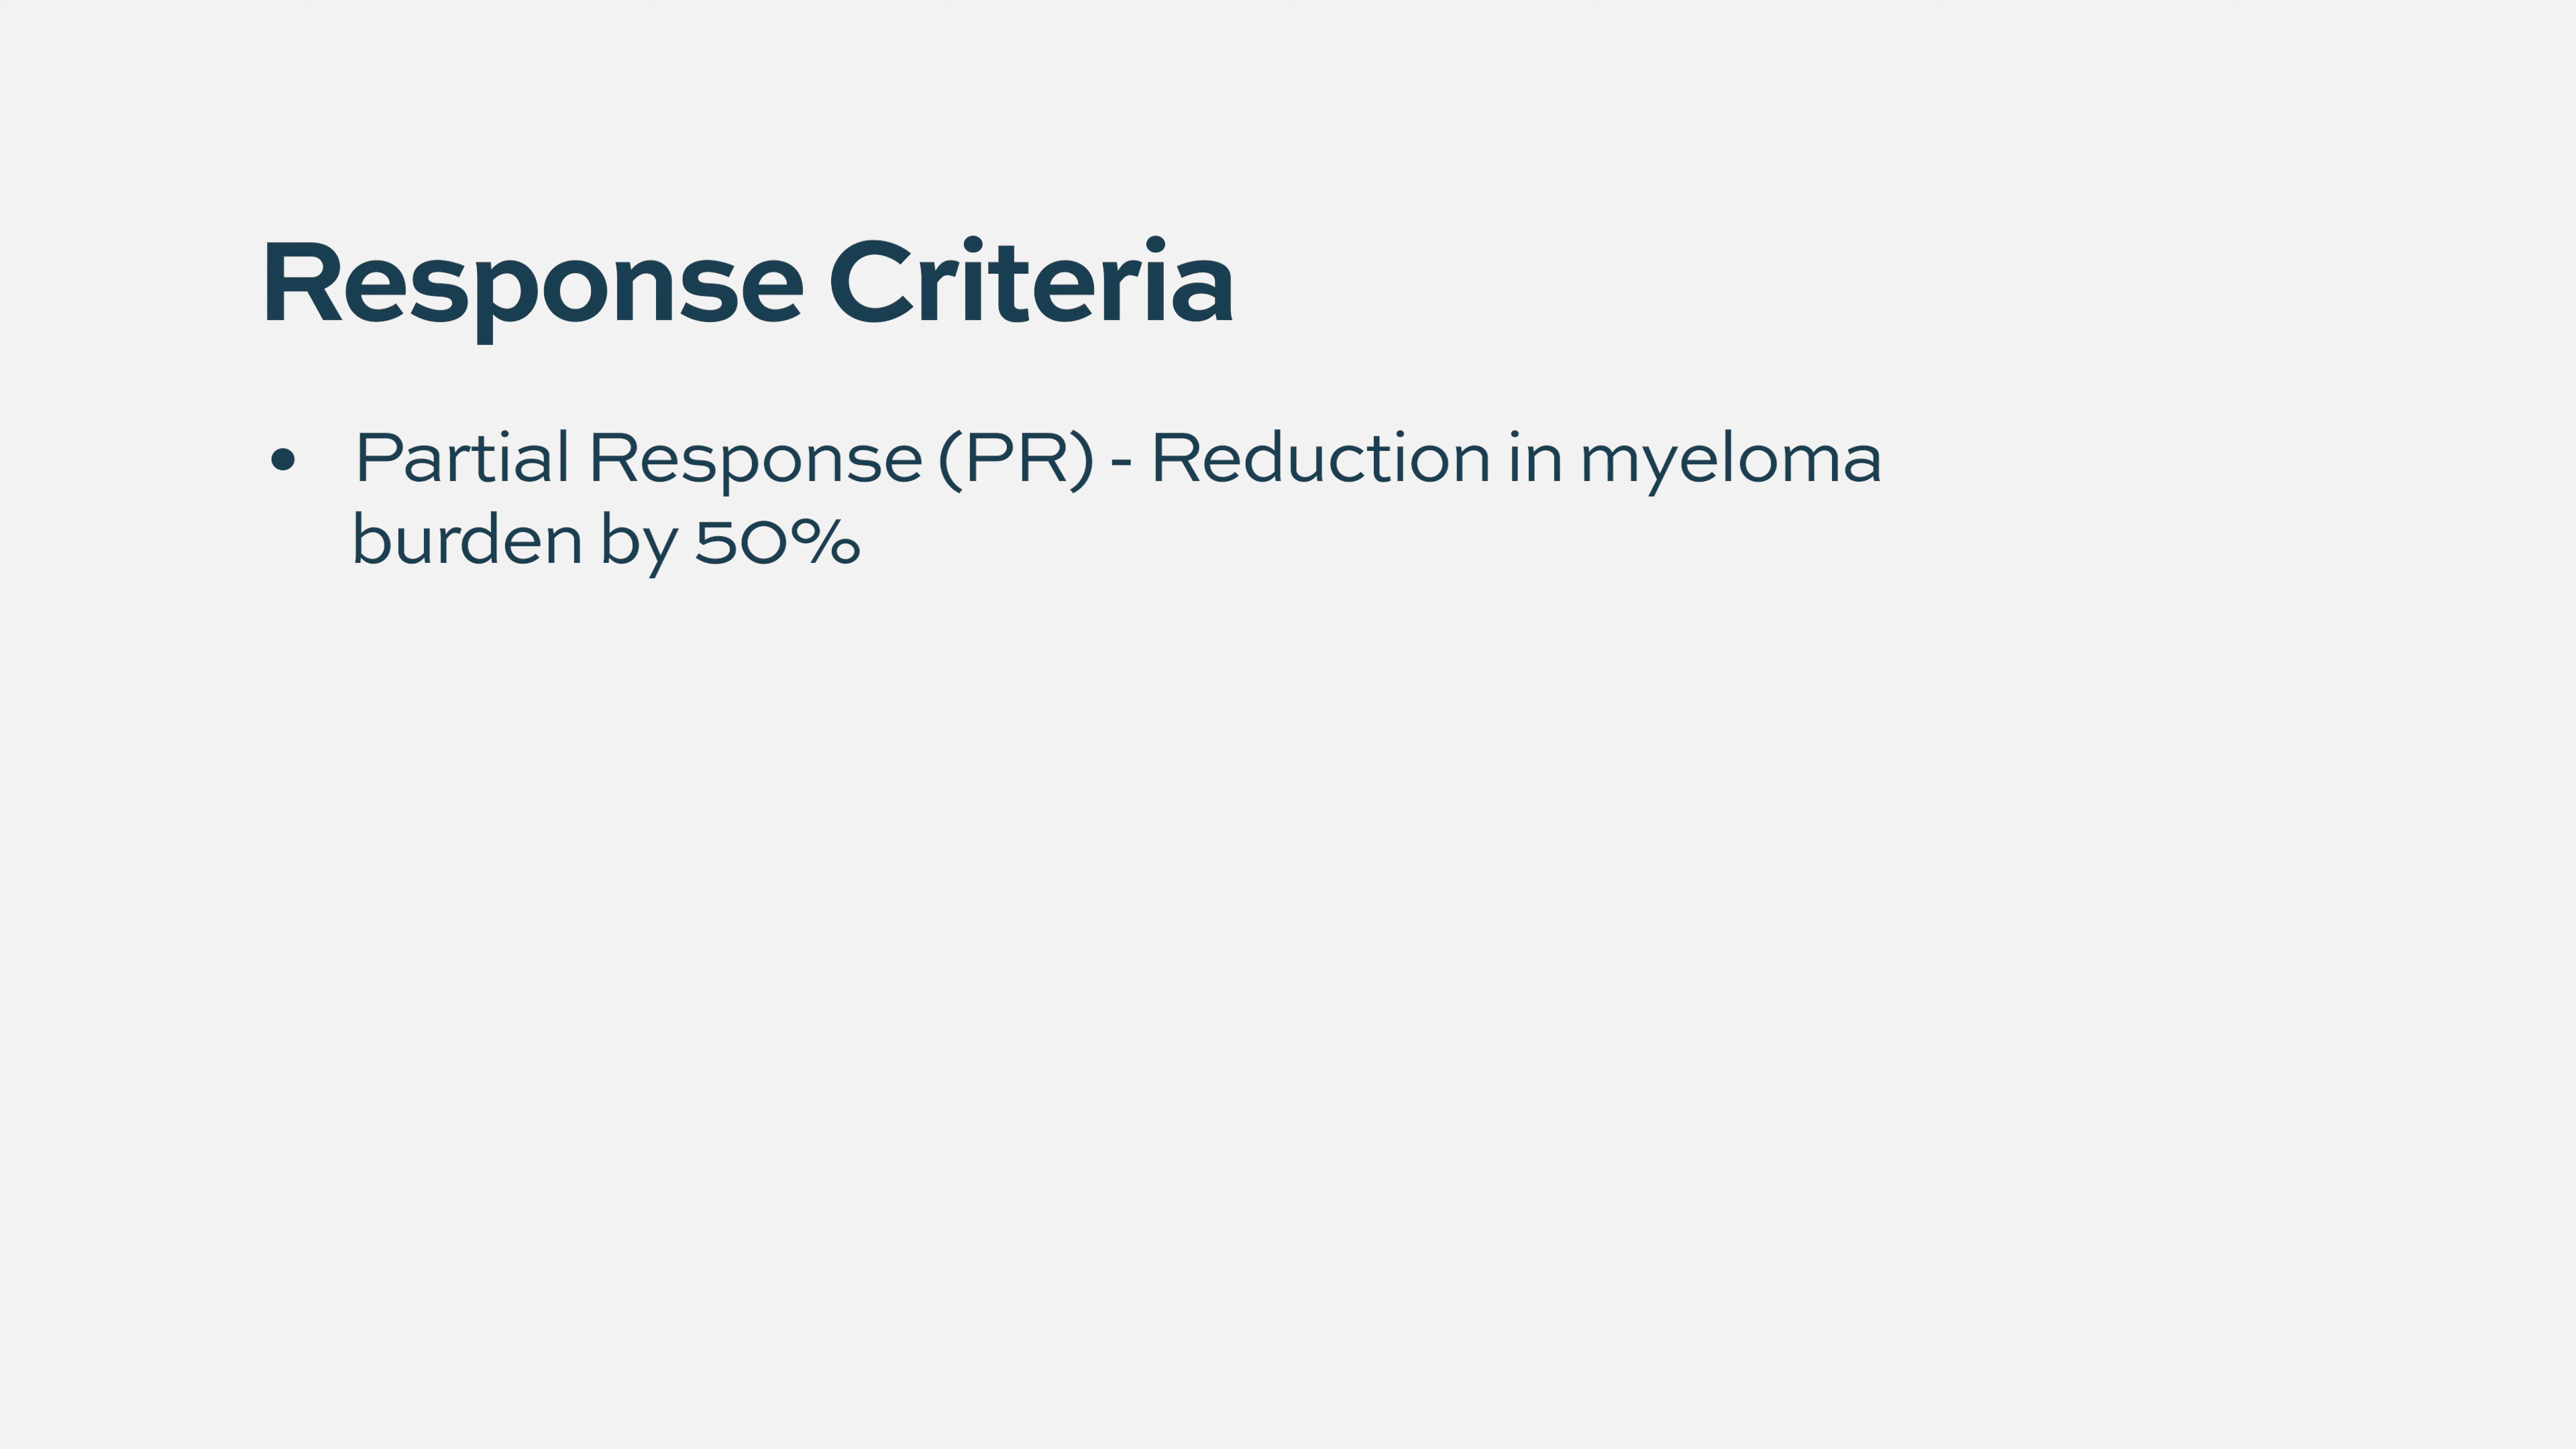 Response Criteria
• Partial Response (PR) - Reduction in myeloma
burden by 50%